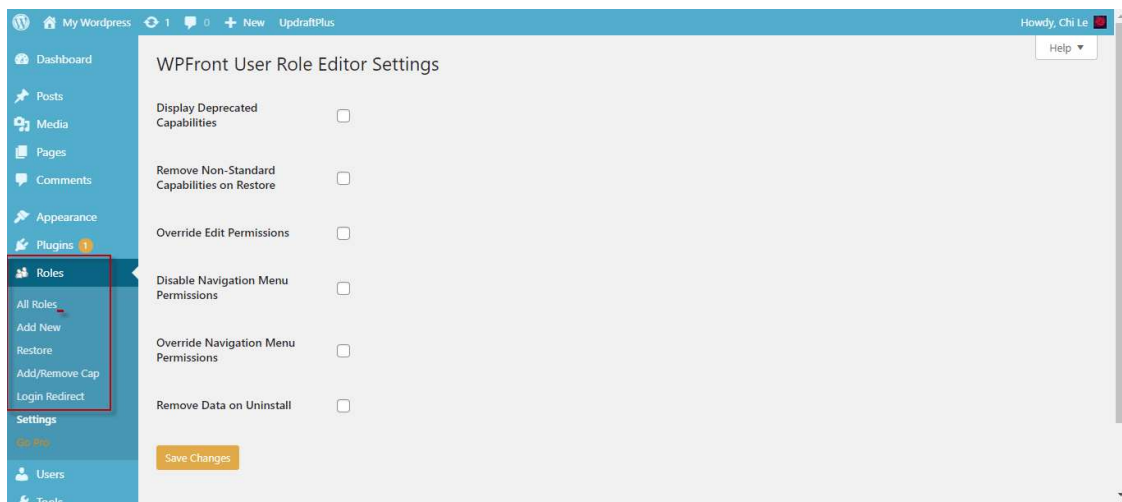 My Wordpress 1 0 + New UpdraftPlus Howdy, Chi Le
Help ▼
Dashboard
Posts
Media
Pages
Comments
Appearance
Plugins 1
Roles
All Roles
Add New
Restore
Add/Remove Cap
Login Redirect
Settings
Go Pro
Users
Tools
WPFront User Role Editor Settings
Display Deprecated
Capabilities
Remove Non-Standard
Capabilities on Restore
Override Edit Permissions
Disable Navigation Menu
Permissions
Override Navigation Menu
Permissions
Remove Data on Uninstall
Save Changes